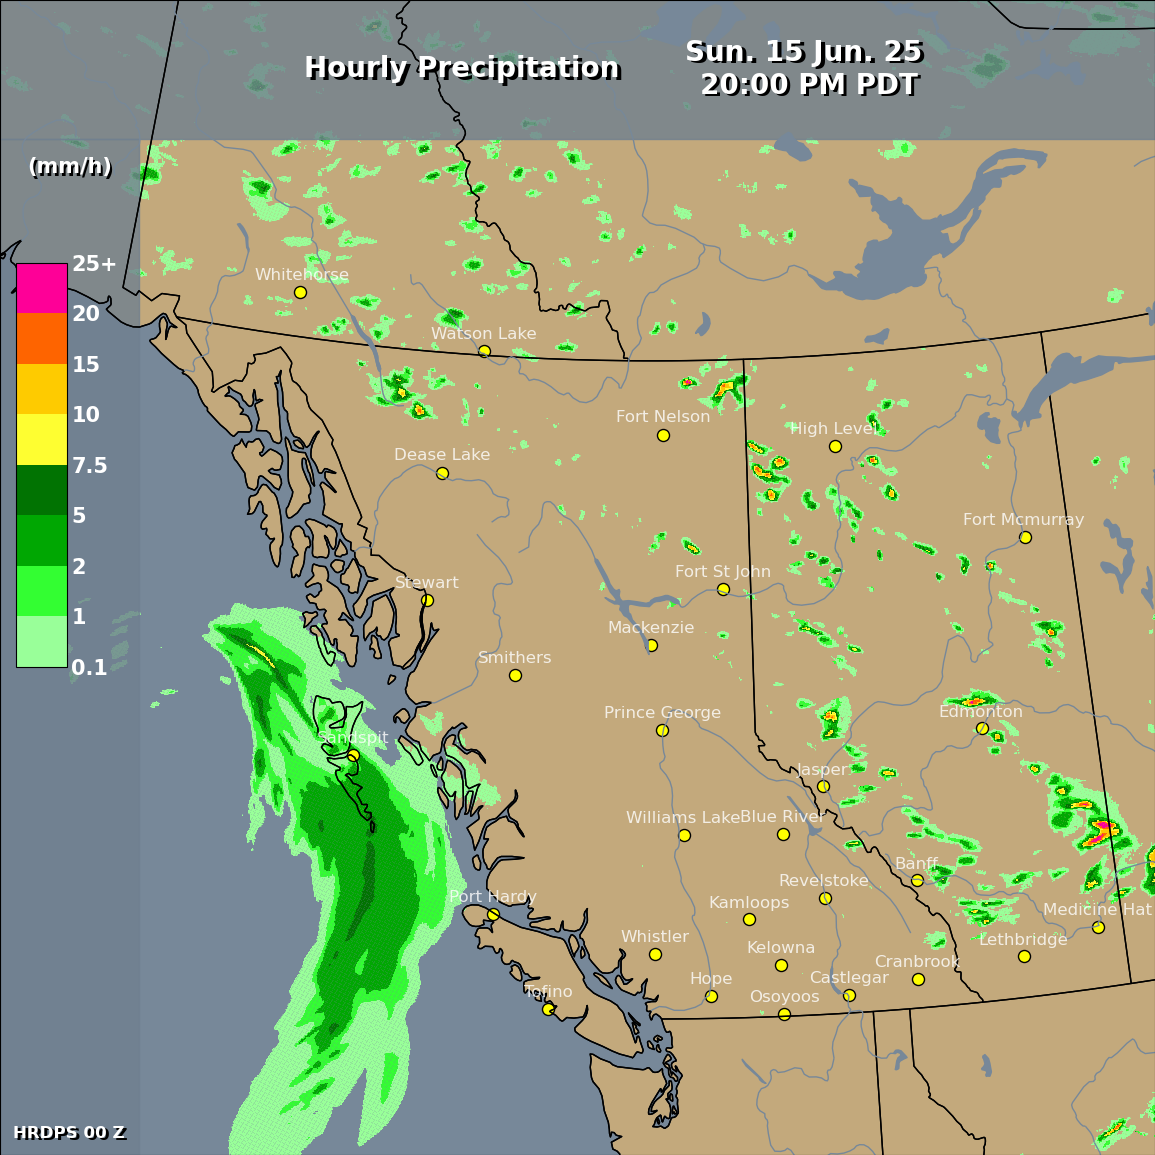 Hourly Precipitation
Sun. 15 Jun. 25
20:00 PM PDT
(mm/h)
25+
20
15
10
7.5
5
2
1
0.1
Whitehorse
Watson Lake
Fort Nelson
High Level
Dease Lake
Fort Mcmurray
Stewart
Fort St John
Mackenzie
Smithers
Prince George
Edmonton
Sandspit
Jasper
Williams Lake
Blue River
Banff
Revelstoke
Port Hardy
Kamloops
Medicine Hat
Whistler
Kelowna
Lethbridge
Cranbrook
Hope
Castlegar
Tofino
Osoyoos
HRDPS 00 Z